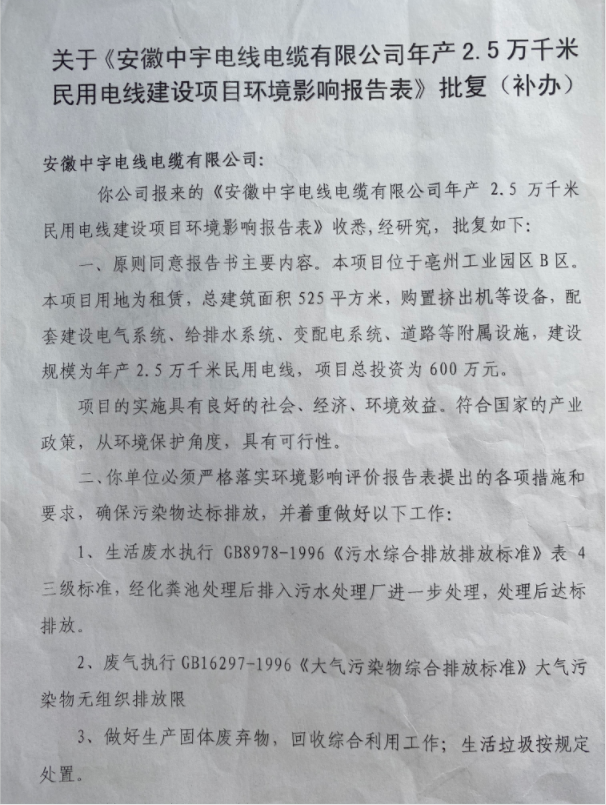 关于《安徽中宇电线电缆有限公司年产2.5万千米
民用电线建设项目环境影响报告表》批复（补办）
安徽中宇电线电缆有限公司：
你公司报来的《安徽中宇电线电缆有限公司年产 2.5 万千米
民用电线建设项目环境影响报告表》收悉,经研究，批复如下：
一、原则同意报告书主要内容。本项目位于亳州工业园区B区。
本项目用地为租赁，总建筑面积525平方米，购置挤出机等设备，配
套建设电气系统、给排水系统、变配电系统、道路等附属设施，建设
规模为年产2.5万千米民用电线，项目总投资为600万元。
项目的实施具有良好的社会、经济、环境效益。符合国家的产业
政策，从环境保护角度，具有可行性。
二、你单位必须严格落实环境影响评价报告表提出的各项措施和
要求，确保污染物达标排放，并着重做好以下工作：
1、生活废水执行 GB8978-1996《污水综合排放排放标准》表 4
三级标准，经化粪池处理后排入污水处理厂进一步处理，处理后达标
排放。
2、废气执行GB16297-1996《大气污染物综合排放标准》大气污
染物无组织排放限
3、做好生产固体废弃物，回收综合利用工作；生活垃圾按规定
处置。